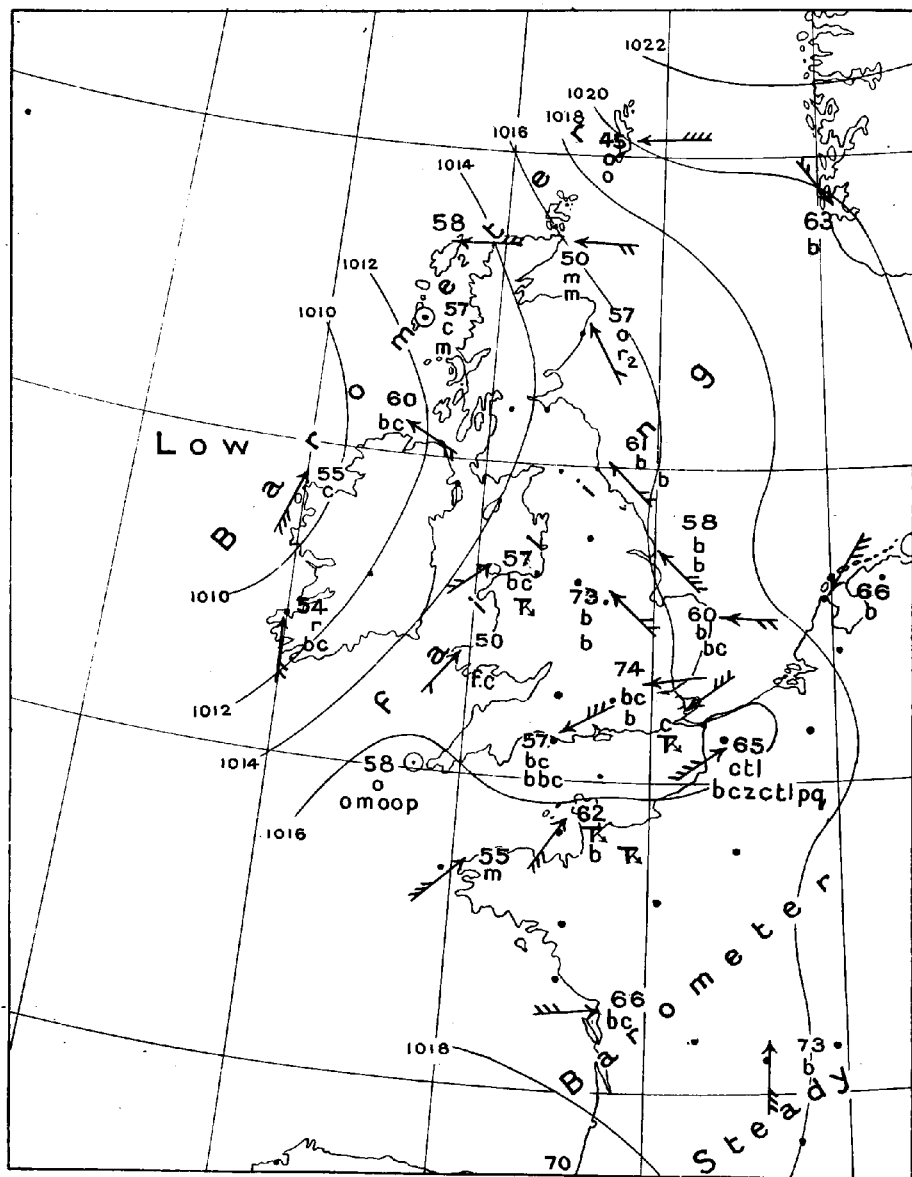 1022
1020
1018
1016
1014
1012
1010
Low
Barometer falling
45
o
o
63
b
58
50
m
m
57
c
m
57
o
r2
60
bc
55
c
61
b
b
58
b
b
57
bc
54
r
bc
73
b
b
60
b
bc
66
b
50
f.c
74
bc
b
c
57
bc
bbc
65
ctl
bczctlpq
58
o
omoop
62
b
55
m
1010
1012
1014
1016
1018
66
bc
73
b
Barometer
Steady
70